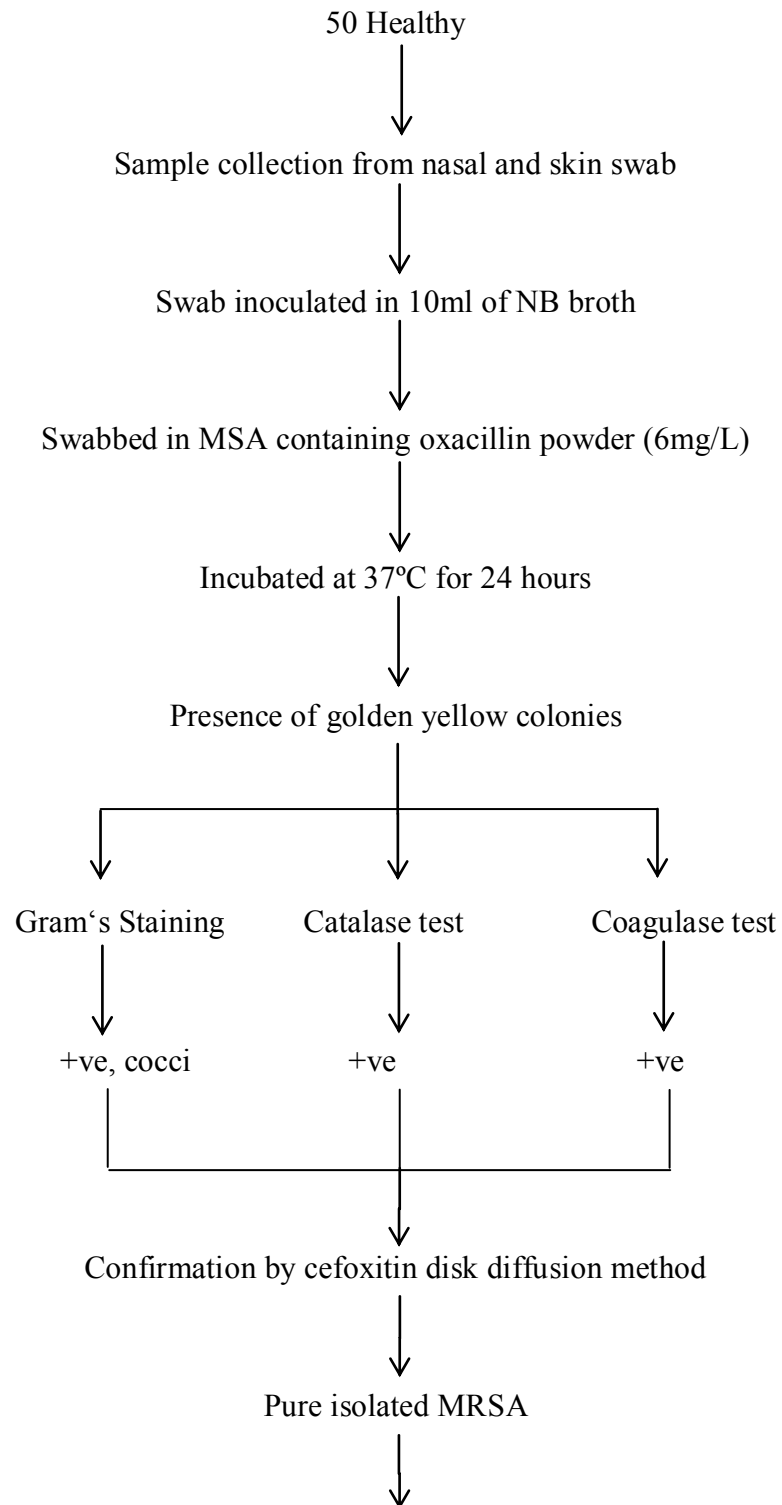 50 Healthy
Sample collection from nasal and skin swab
Swab inoculated in 10ml of NB broth
Swabbed in MSA containing oxacillin powder (6mg/L)
Incubated at 37ºC for 24 hours
Presence of golden yellow colonies
Gram‘s Staining
Catalase test
Coagulase test
+ve, cocci
+ve
+ve
Confirmation by cefoxitin disk diffusion method
Pure isolated MRSA